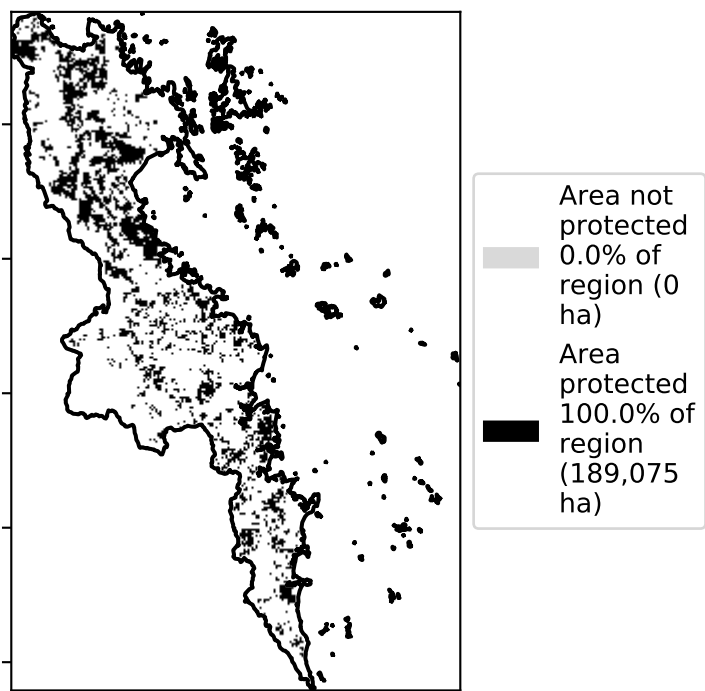 Area not
protected
0.0% of
region (0
ha)
Area
protected
100.0% of
region
(189,075
ha)